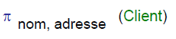 π nom, adresse (Client)